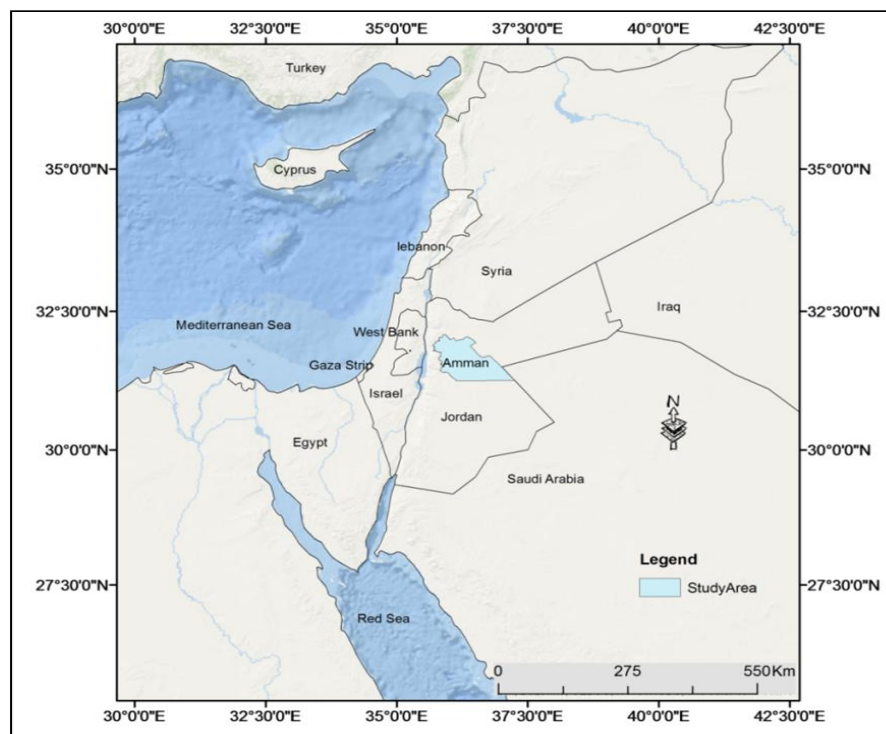 30°0'0"E 32°30'0"E 35°0'0"E 37°30'0"E 40°0'0"E 42°30'0"E
Turkey
35°0'0"N 35°0'0"N
Cyprus
lebanon
Syria
Iraq
32°30'0"N 32°30'0"N
Mediterranean Sea
West Bank
Gaza Strip
Amman
Israel
Jordan
N
Egypt
30°0'0"N 30°0'0"N
Saudi Arabia
Legend
27°30'0"N 27°30'0"N
StudyArea
Red Sea
0 275 550Km
30°0'0"E 32°30'0"E 35°0'0"E 37°30'0"E 40°0'0"E 42°30'0"E